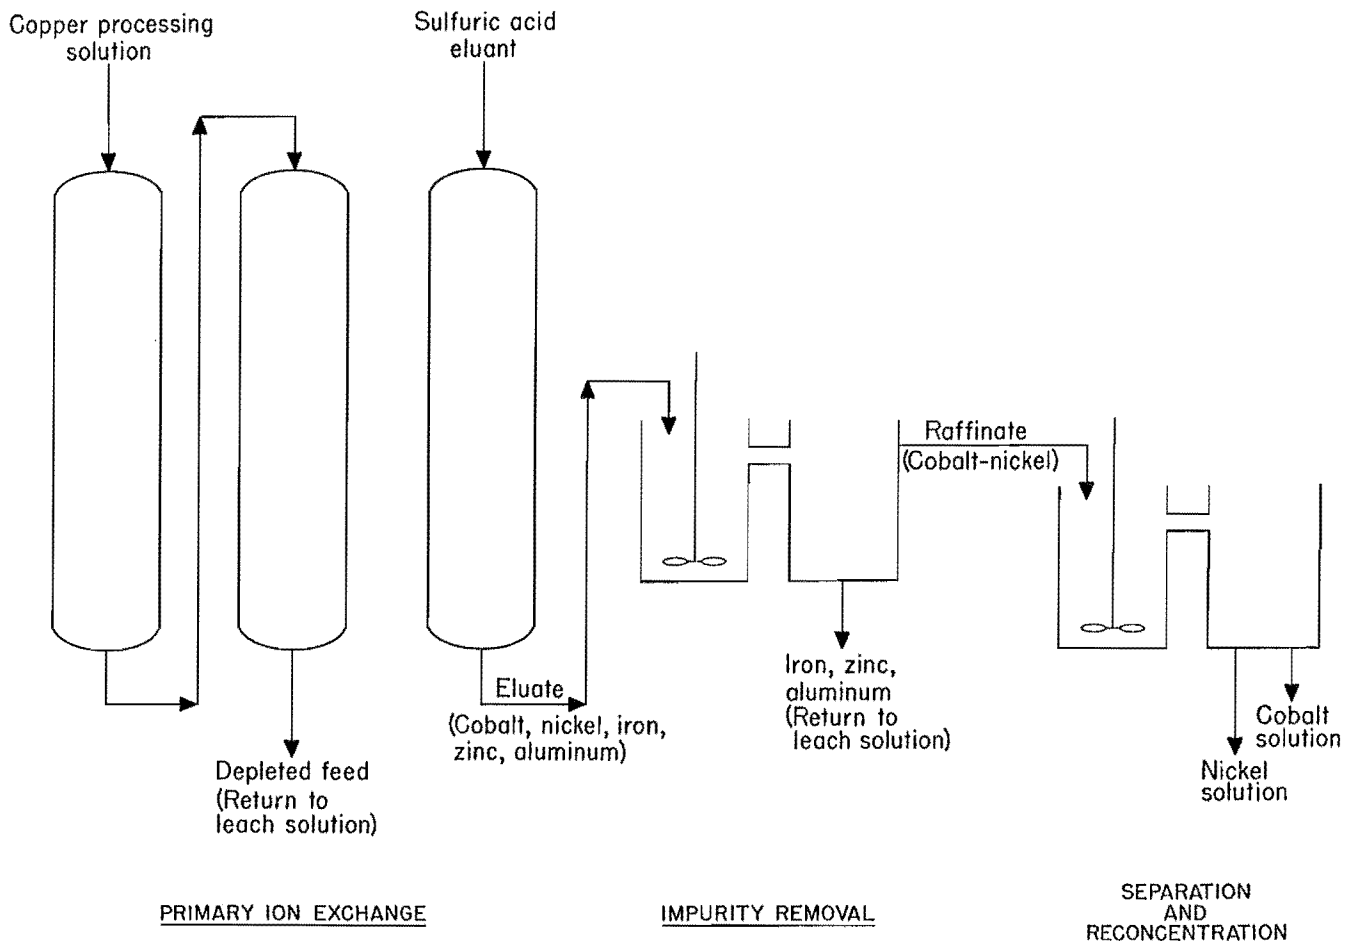 Copper processing
solution
Sulfuric acid
eluant
Eluate
(Cobalt, nickel, iron,
zinc, aluminum)
Depleted feed
(Return to
leach solution)
Raffinate
(Cobalt-nickel)
Iron, zinc,
aluminum
(Return to
leach solution)
Cobalt
solution
Nickel
solution
PRIMARY ION EXCHANGE
IMPURITY REMOVAL
SEPARATION
AND
RECONCENTRATION